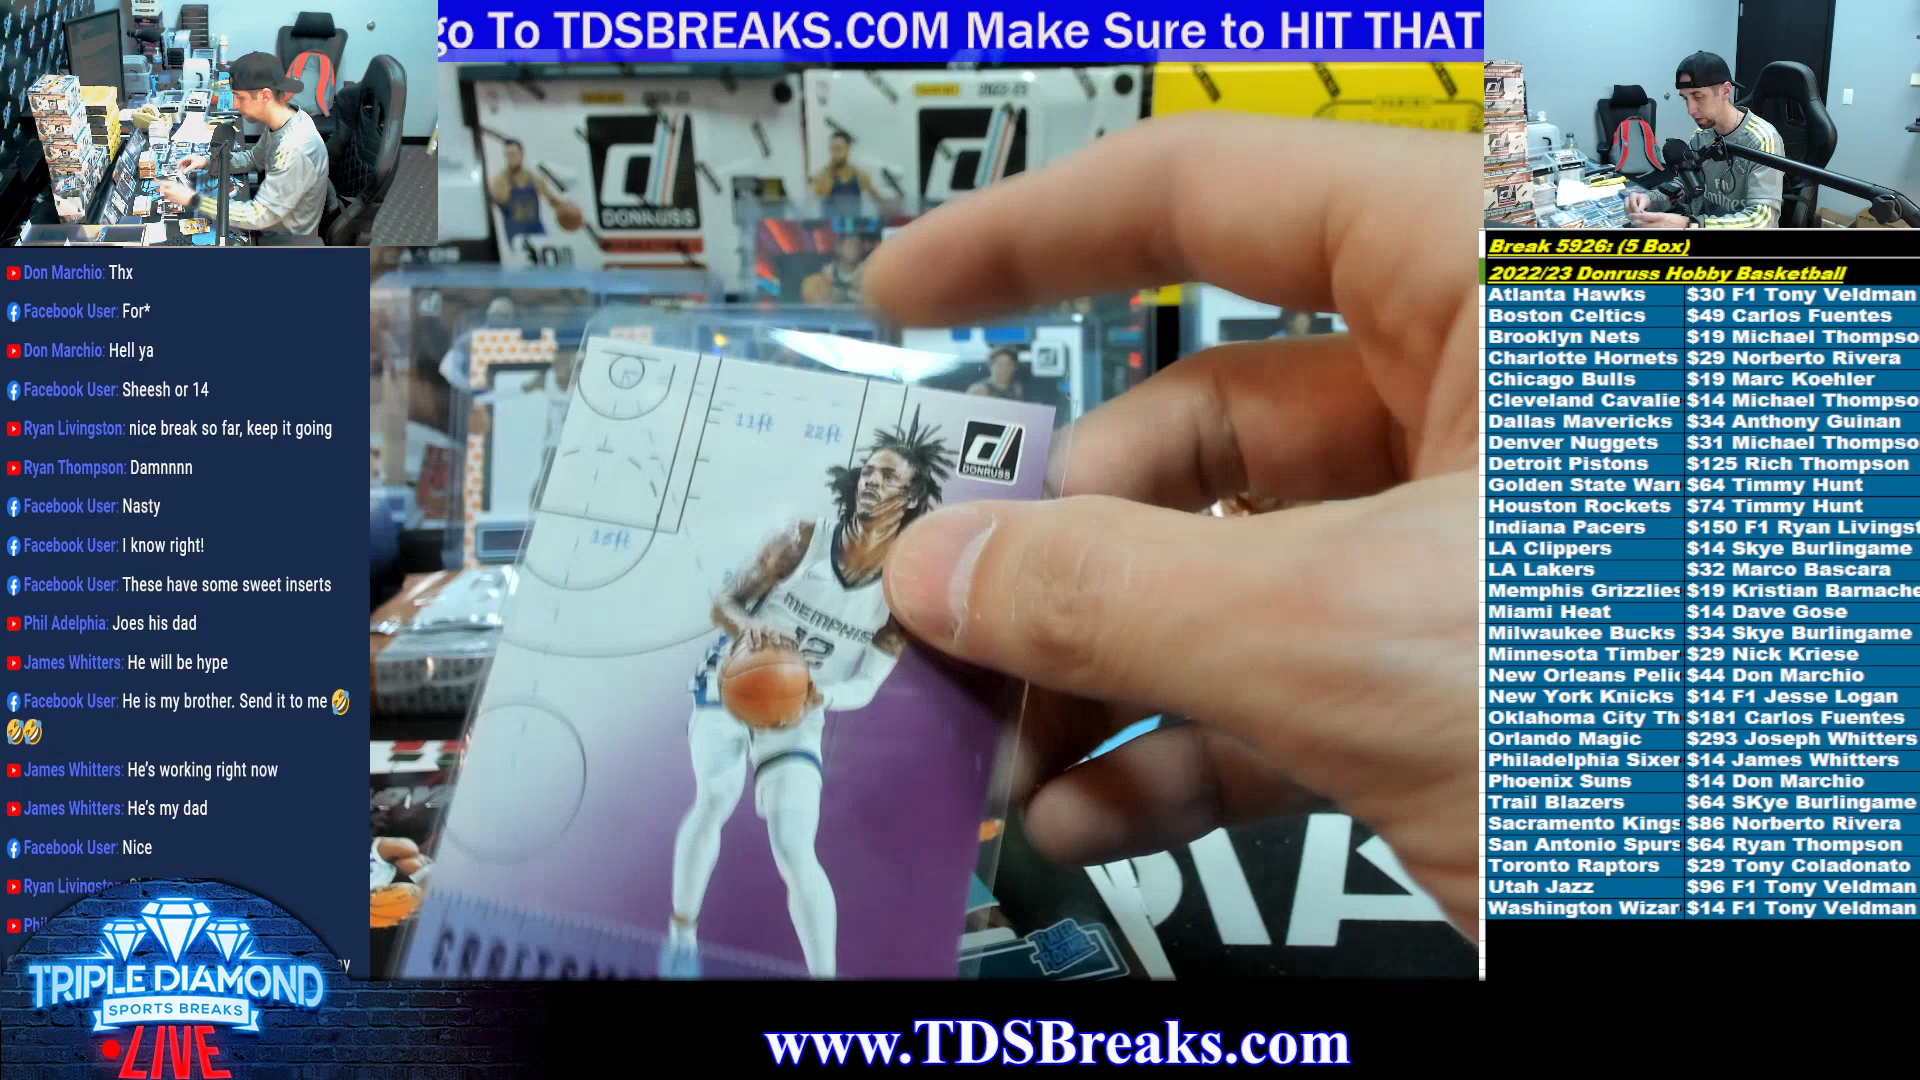 go To TDSBREAKS.COM Make Sure to HIT THAT
DONRUSS
Don Marchio: Thx
Facebook User: For*
Don Marchio: Hell ya
Facebook User: Sheesh or 14
Ryan Livingston: nice break so far, keep it going
Ryan Thompson: Damnnnn
Facebook User: Nasty
Facebook User: I know right!
Facebook User: These have some sweet inserts
Phil Adelphia: Joes his dad
James Whitters: He will be hype
Facebook User: He is my brother. Send it to me 🤣
🤣🤣
James Whitters: He's working right now
James Whitters: He's my dad
Facebook User: Nice
Ryan
Phil
TRIPLE DIAMOND
SPORTS BREAKS
LIVE
11ft 22ft
DONRUSS
18ft
MEMPHIS
12
RATED
ROOKIE
Break 5926: (5 Box)
2022/23 Donruss Hobby Basketball
Atlanta Hawks $30 F1 Tony Veldman
Boston Celtics $49 Carlos Fuentes
Brooklyn Nets $19 Michael Thompso
Charlotte Hornets $29 Norberto Rivera
Chicago Bulls $19 Marc Koehler
Cleveland Cavalie $14 Michael Thompso
Dallas Mavericks $34 Anthony Guinan
Denver Nuggets $31 Michael Thompso
Detroit Pistons $125 Rich Thompson
Golden State Warr $64 Timmy Hunt
Houston Rockets $74 Timmy Hunt
Indiana Pacers $150 F1 Ryan Livingst
LA Clippers $14 Skye Burlingame
LA Lakers $32 Marco Bascara
Memphis Grizzlies $19 Kristian Barnache
Miami Heat $14 Dave Gose
Milwaukee Bucks $34 Skye Burlingame
Minnesota Timber $29 Nick Kriese
New Orleans Pelic $44 Don Marchio
New York Knicks $14 F1 Jesse Logan
Oklahoma City Th $181 Carlos Fuentes
Orlando Magic $293 Joseph Whitters
Philadelphia Sixer $14 James Whitters
Phoenix Suns $14 Don Marchio
Trail Blazers $64 SKye Burlingame
Sacramento Kings $86 Norberto Rivera
San Antonio Spurs $64 Ryan Thompson
Toronto Raptors $29 Tony Coladonato
Utah Jazz $96 F1 Tony Veldman
Washington Wizar $14 F1 Tony Veldman
www.TDSBreaks.com